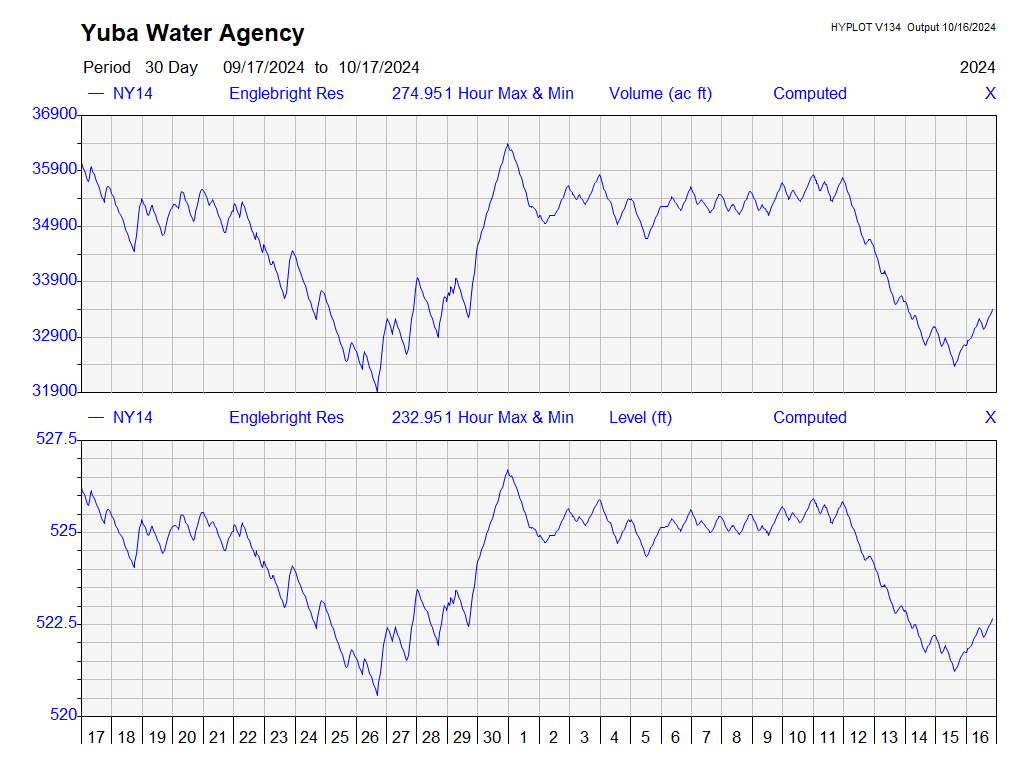 Yuba Water Agency
HYPLOT V134 Output 10/16/2024
Period 30 Day 09/17/2024 to 10/17/2024 2024
NY14 Englebright Res 274.951 Hour Max & Min Volume (ac ft) Computed X
36900
35900
34900
33900
32900
31900
NY14 Englebright Res 232.951 Hour Max & Min Level (ft) Computed X
527.5
525
522.5
520
17 18 19 20 21 22 23 24 25 26 27 28 29 30 1 2 3 4 5 6 7 8 9 10 11 12 13 14 15 16